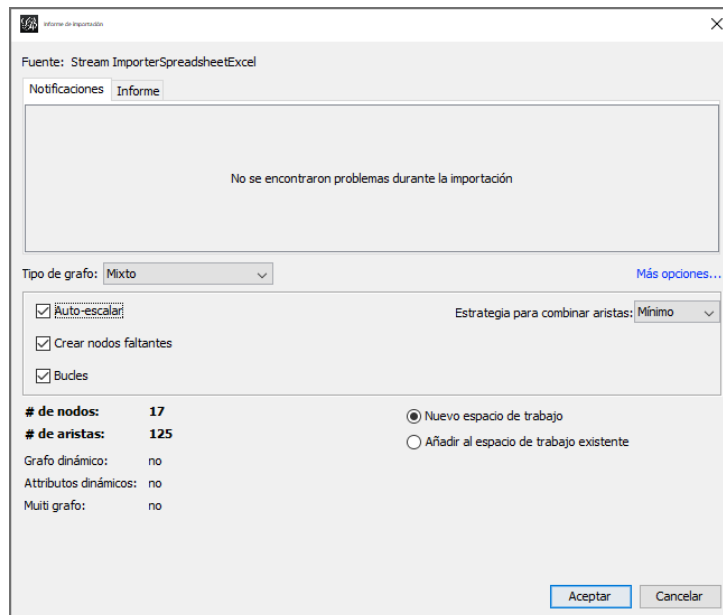 Informe de importación
Fuente: Stream ImporterSpreadsheetExcel
Notificaciones Informe
No se encontraron problemas durante la importación
Tipo de grafo: Mixto Más opciones...
Auto-escalar Estrategia para combinar aristas: Mínimo
Crear nodos faltantes
Bucles
# de nodos: 17 Nuevo espacio de trabajo
# de aristas: 125 Añadir al espacio de trabajo existente
Grafo dinámico: no
Attributos dinámicos: no
Muiti grafo: no
Aceptar Cancelar